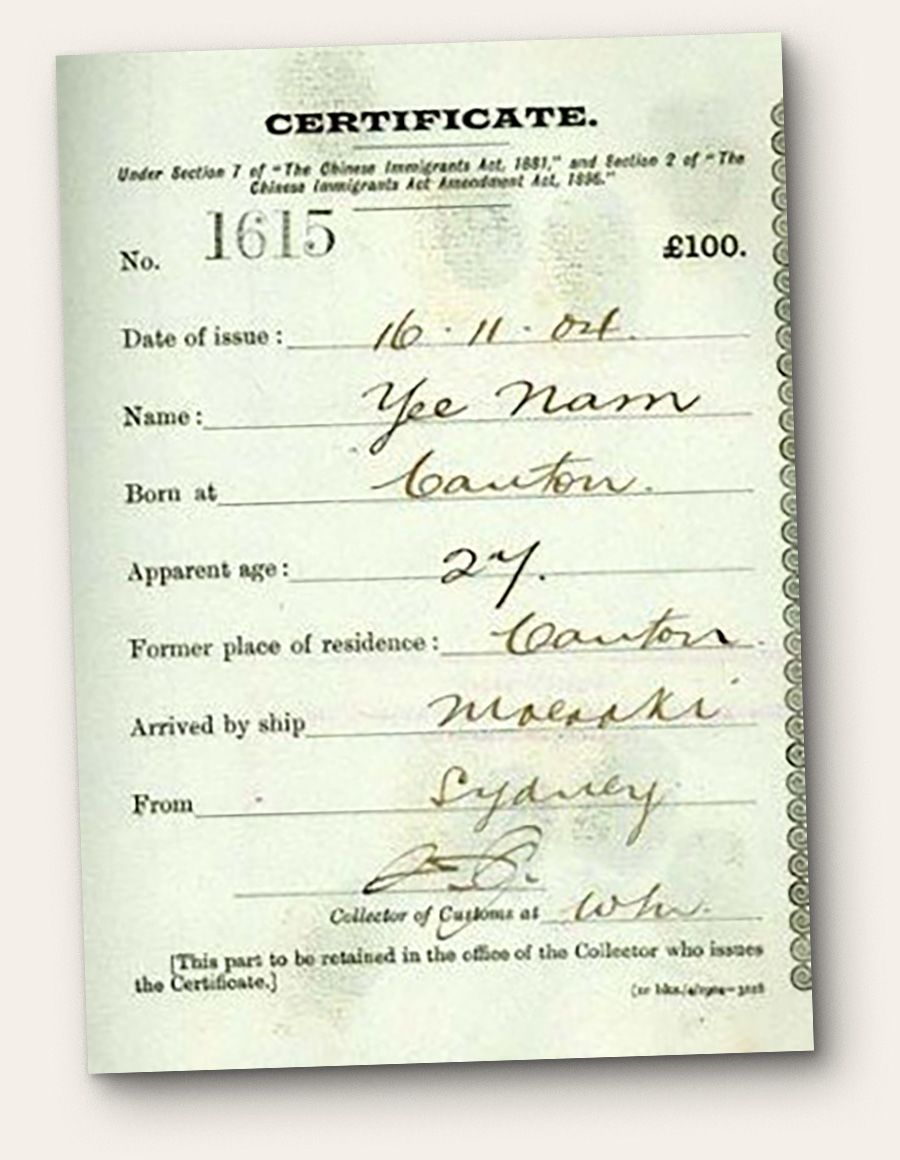 CERTIFICATE.
Under Section 7 of "The Chinese Immigrants Act, 1881," and Section 2 of "The
Chinese Immigrants Act Amendment Act, 1896."
No. 1615 £100.
Date of issue: 16 · 11 · 04.
Name: Yee Nam
Born at Canton.
Apparent age: 27.
Former place of residence: Canton.
Arrived by ship Moeraki
From Sydney
Collector of Customs at
[This part to be retained in the office of the Collector who issues
the Certificate.]